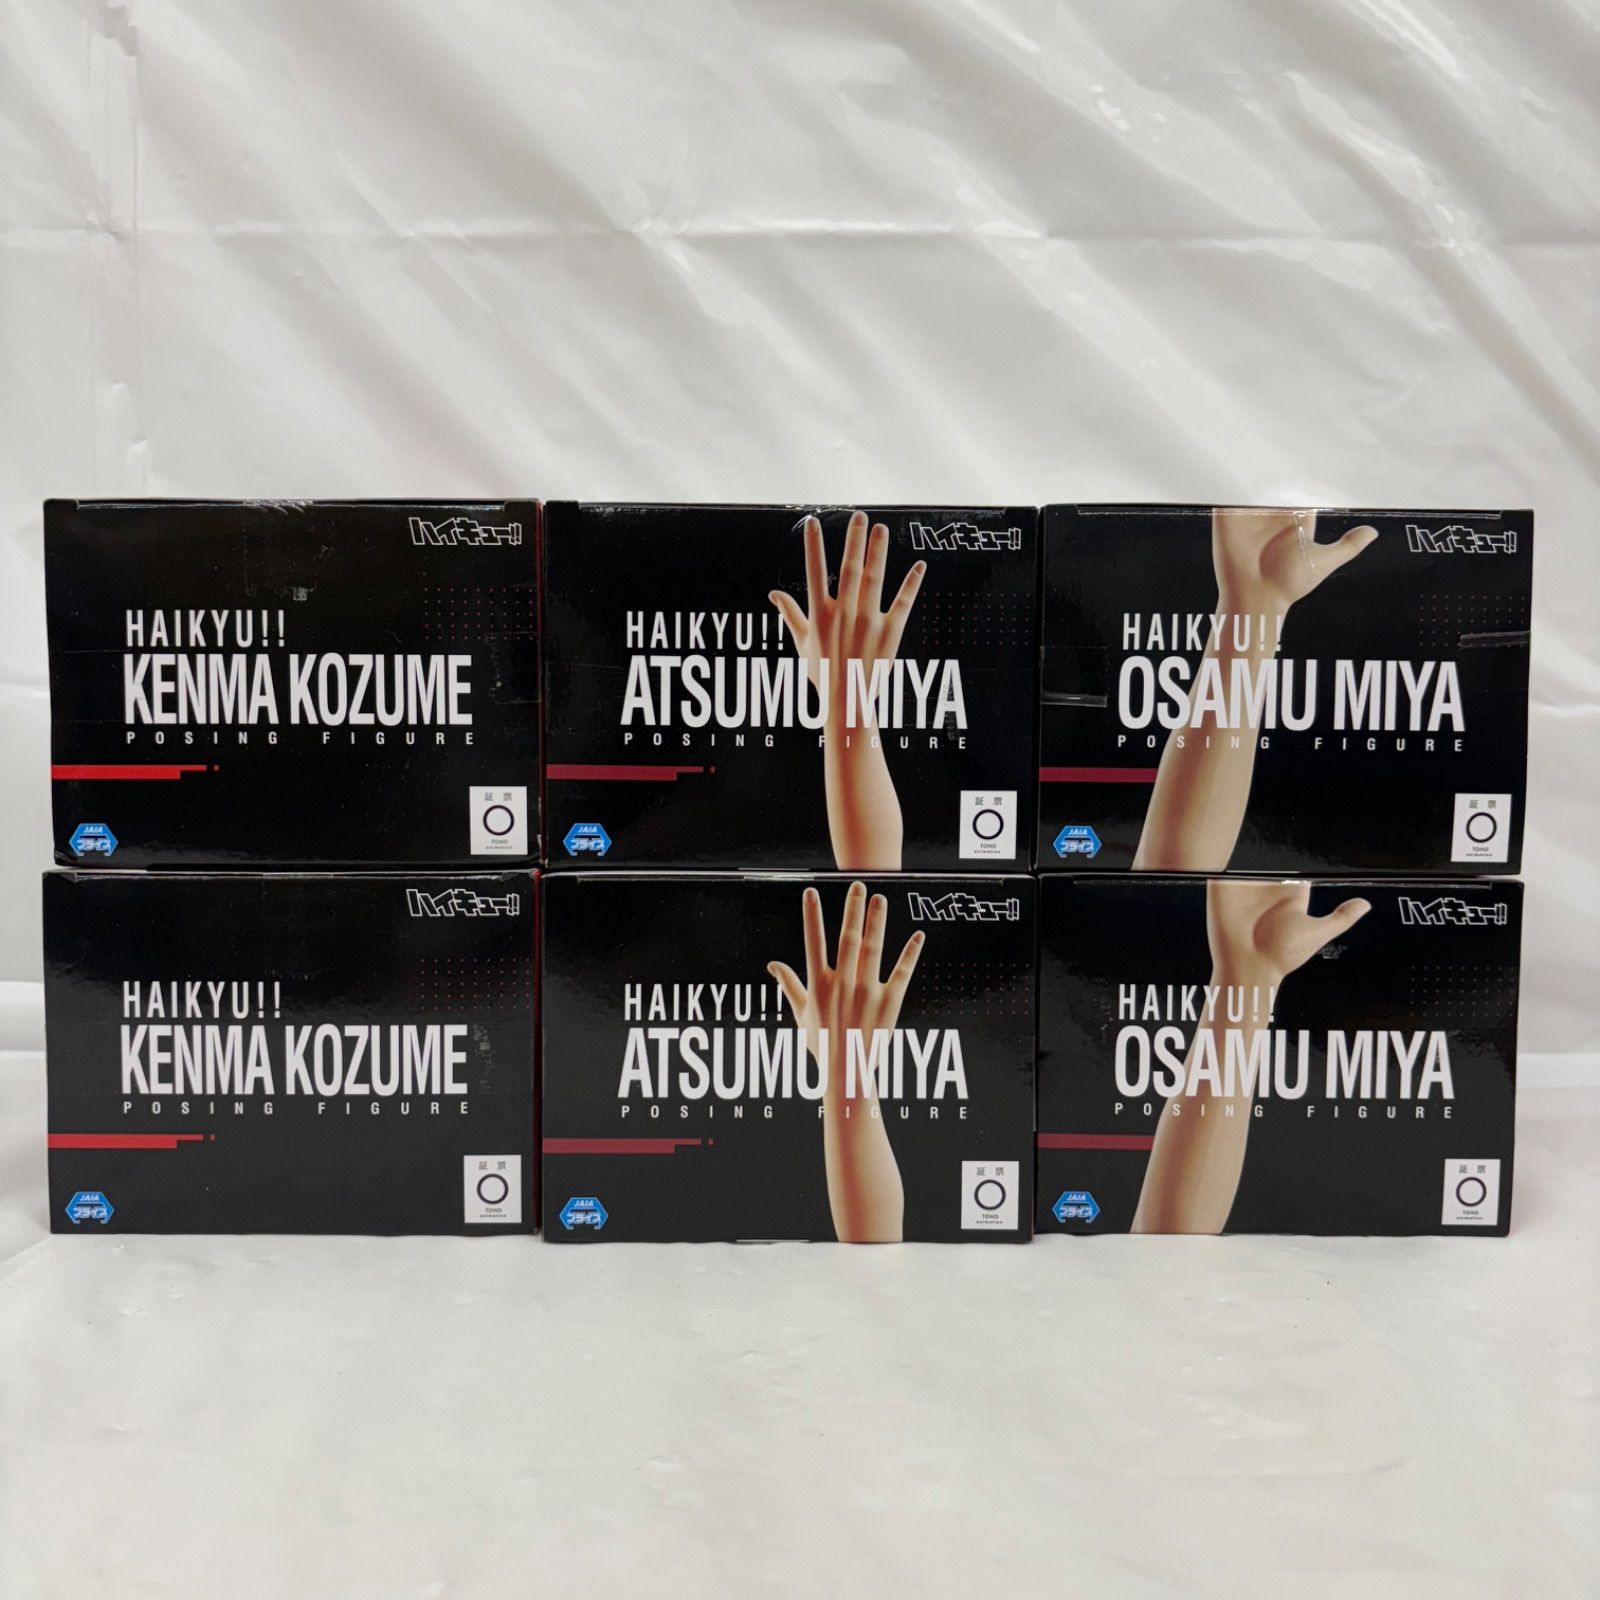 ハイキュー!!
HAIKYU!!
KENMA KOZUME
POSING FIGURE
JAIA
プライズ
証票
TOHO
animation
ハイキュー!!
HAIKYU!!
ATSUMU MIYA
POSING FIGURE
JAIA
プライズ
証票
TOHO
animation
ハイキュー!!
HAIKYU!!
OSAMU MIYA
POSING FIGURE
JAIA
プライズ
証票
TOHO
animation
ハイキュー!!
HAIKYU!!
KENMA KOZUME
POSING FIGURE
JAIA
プライズ
証票
TOHO
animation
ハイキュー!!
HAIKYU!!
ATSUMU MIYA
POSING FIGURE
JAIA
プライズ
証票
TOHO
animation
ハイキュー!!
HAIKYU!!
OSAMU MIYA
POSING FIGURE
JAIA
プライズ
証票
TOHO
animation